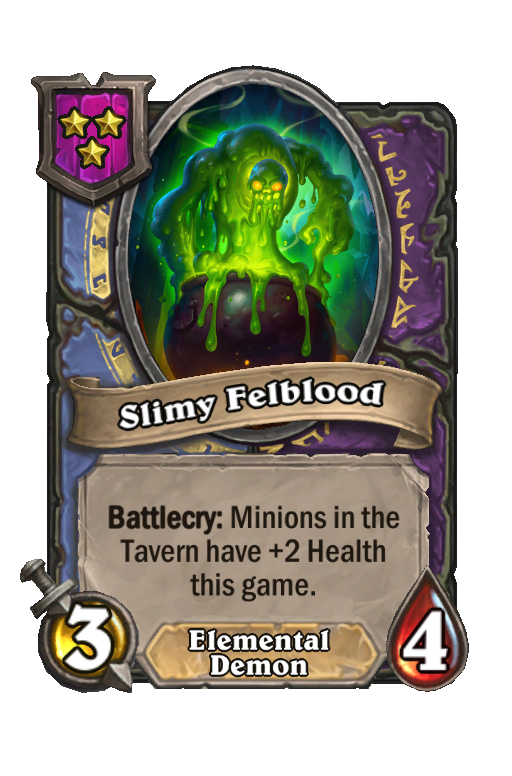 Slimy Felblood
Battlecry: Minions in the
Tavern have +2 Health
this game.
3
Elemental
Demon
4